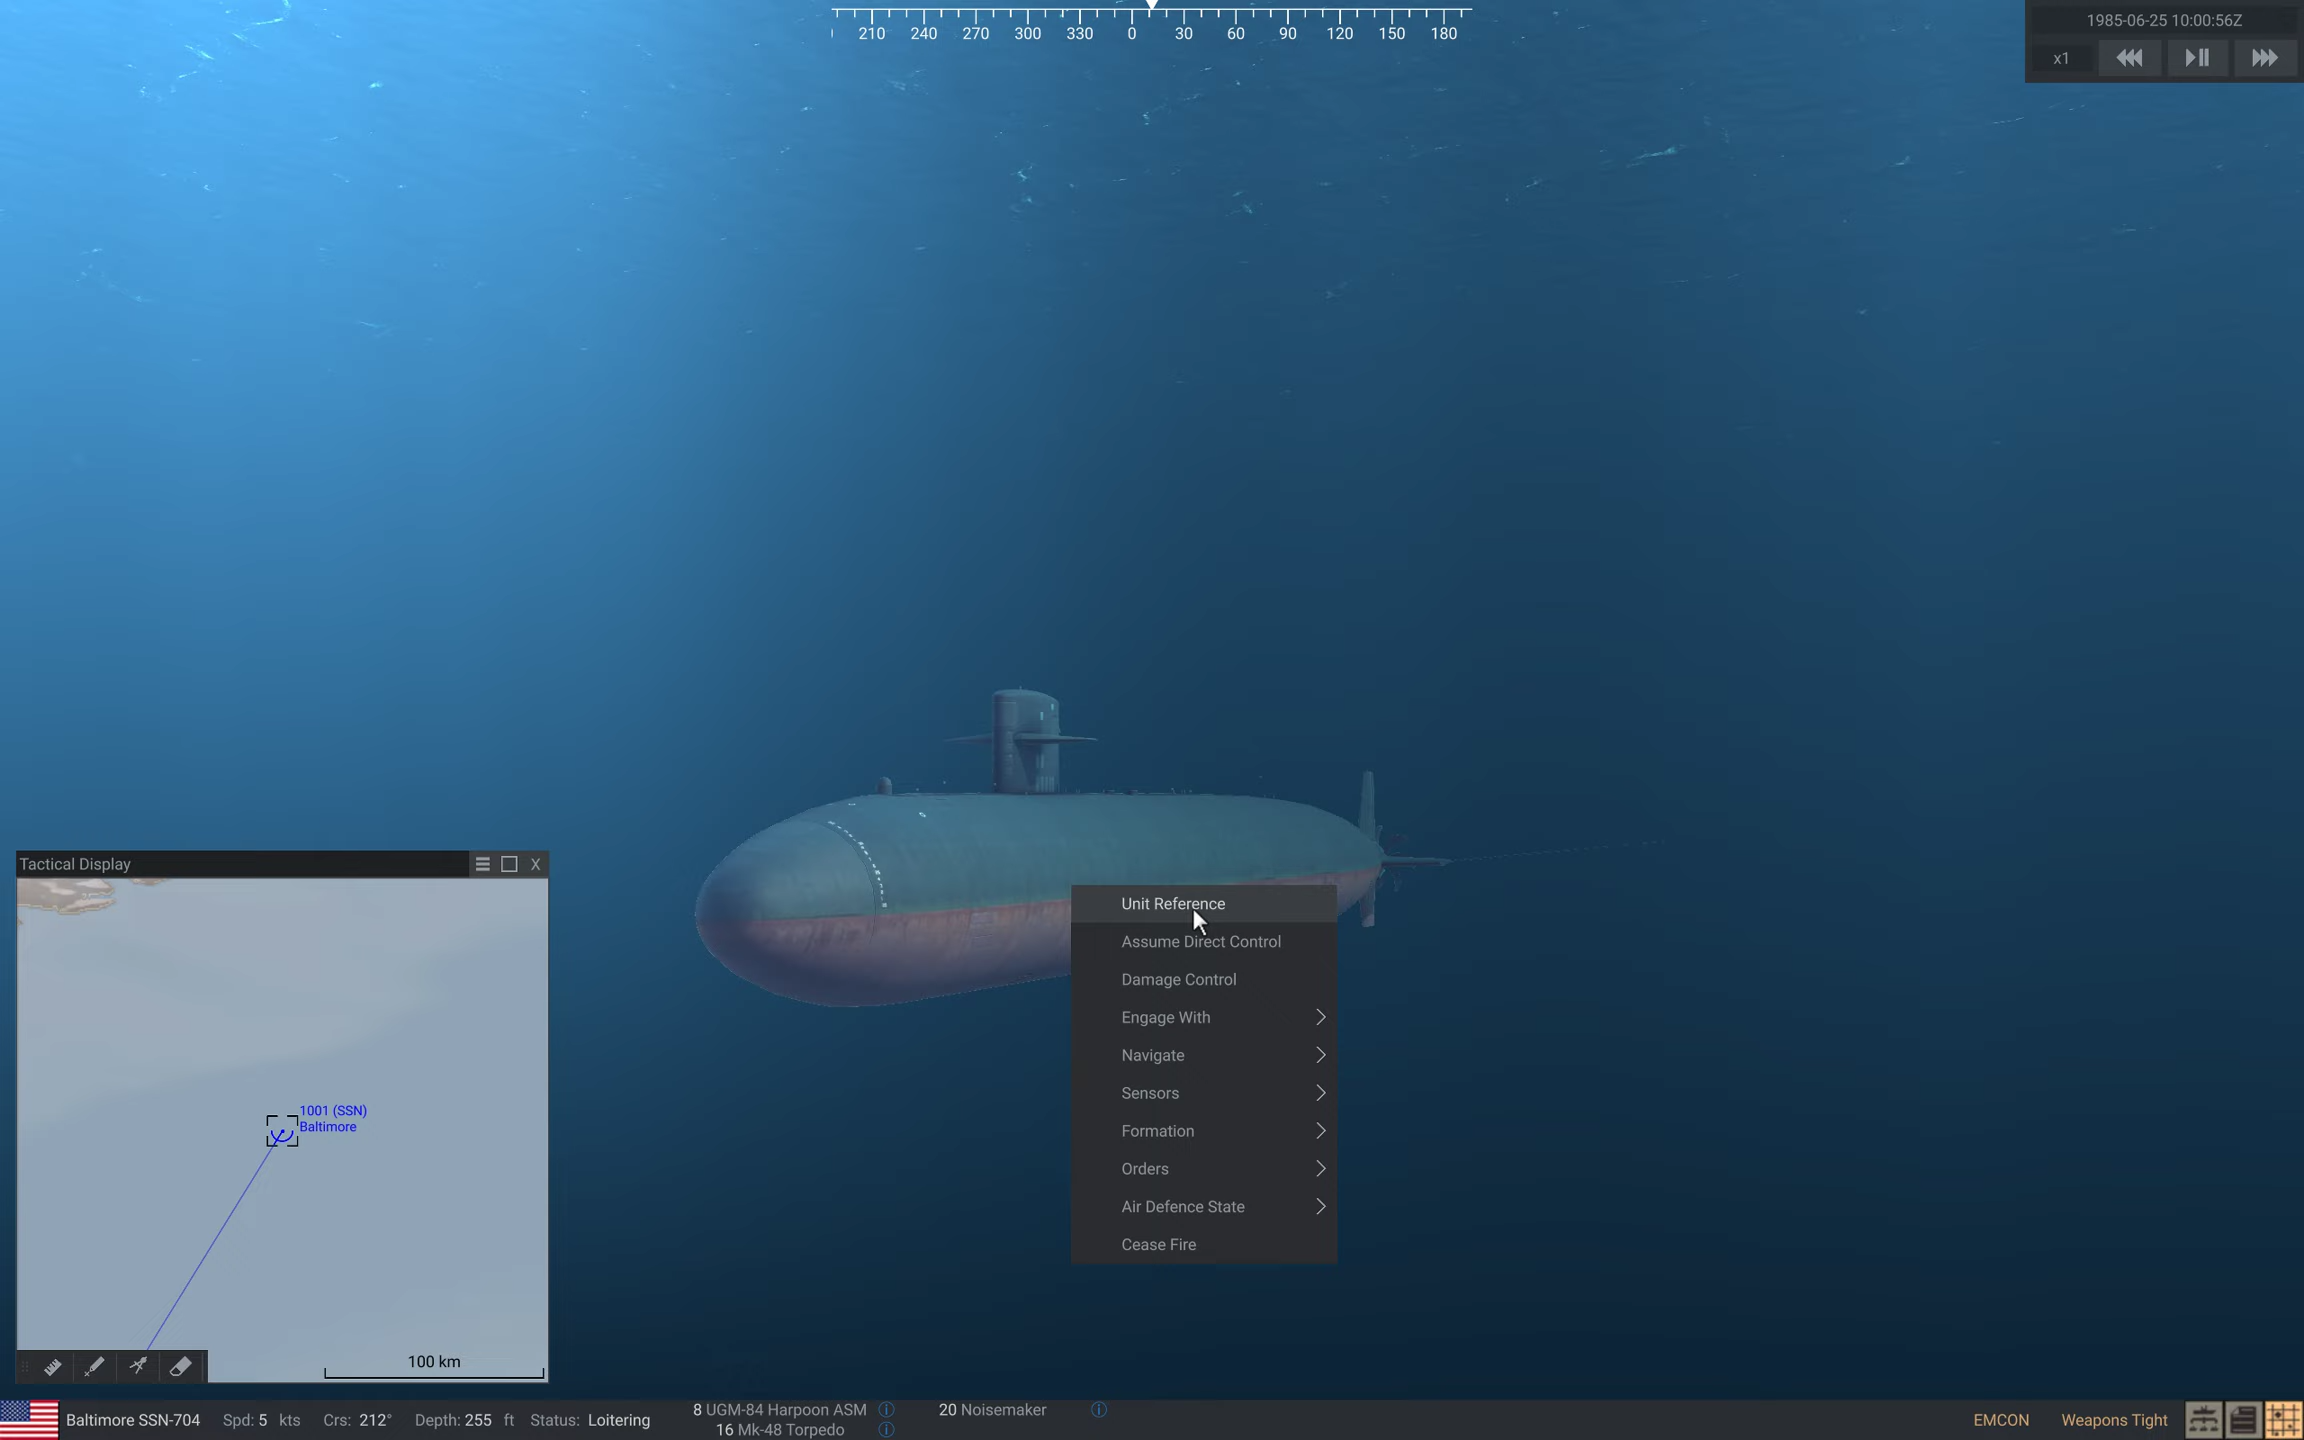 210 240 270 300 330 0 30 60 90 120 150 180
1985-06-25 10:00:56Z
x1
Unit Reference
Assume Direct Control
Damage Control
Engage With
Navigate
Sensors
Formation
Orders
Air Defence State
Cease Fire
Tactical Display
X
1001 (SSN)
Baltimore
100 km
Baltimore SSN-704 Spd: 5 kts Crs: 212° Depth: 255 ft Status: Loitering
8 UGM-84 Harpoon ASM
16 Mk-48 Torpedo
20 Noisemaker
EMCON Weapons Tight